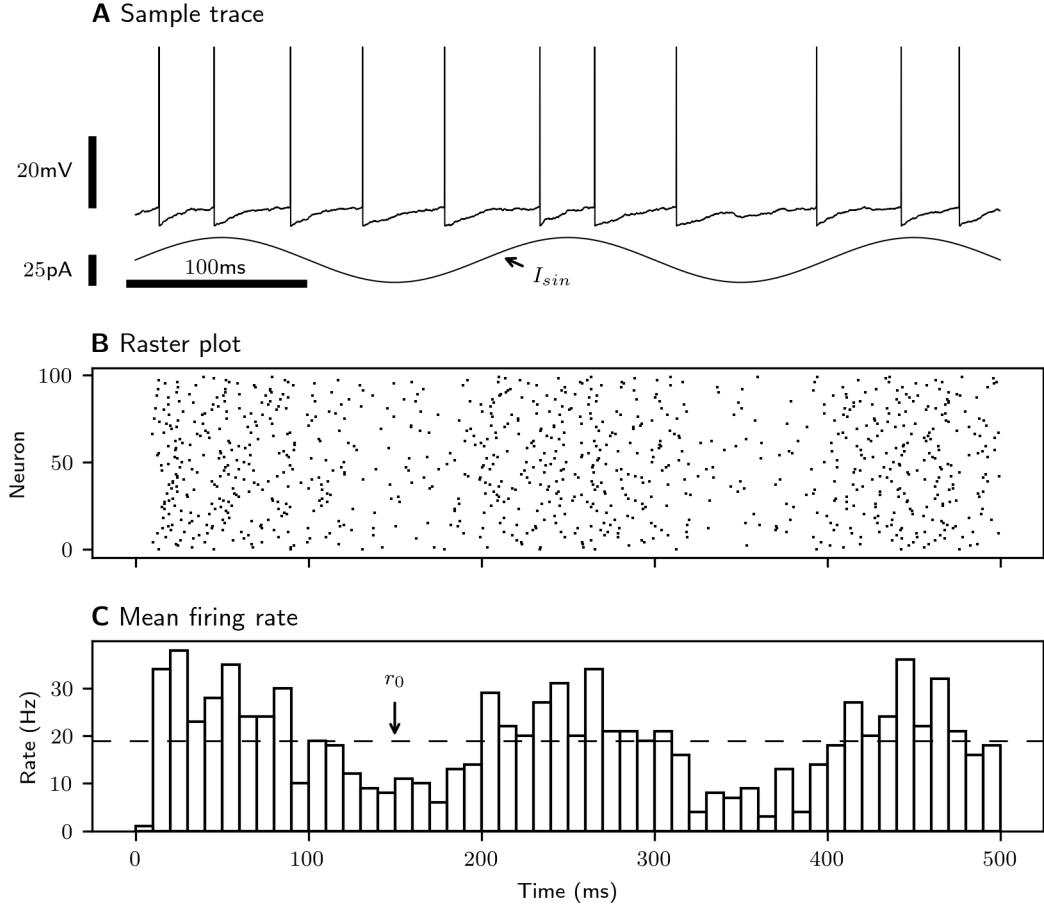 A Sample trace
20mV
25pA
100ms
I_sin
B Raster plot
100
50
0
Neuron
C Mean firing rate
r_0
30
20
10
0
Rate (Hz)
0 100 200 300 400 500
Time (ms)